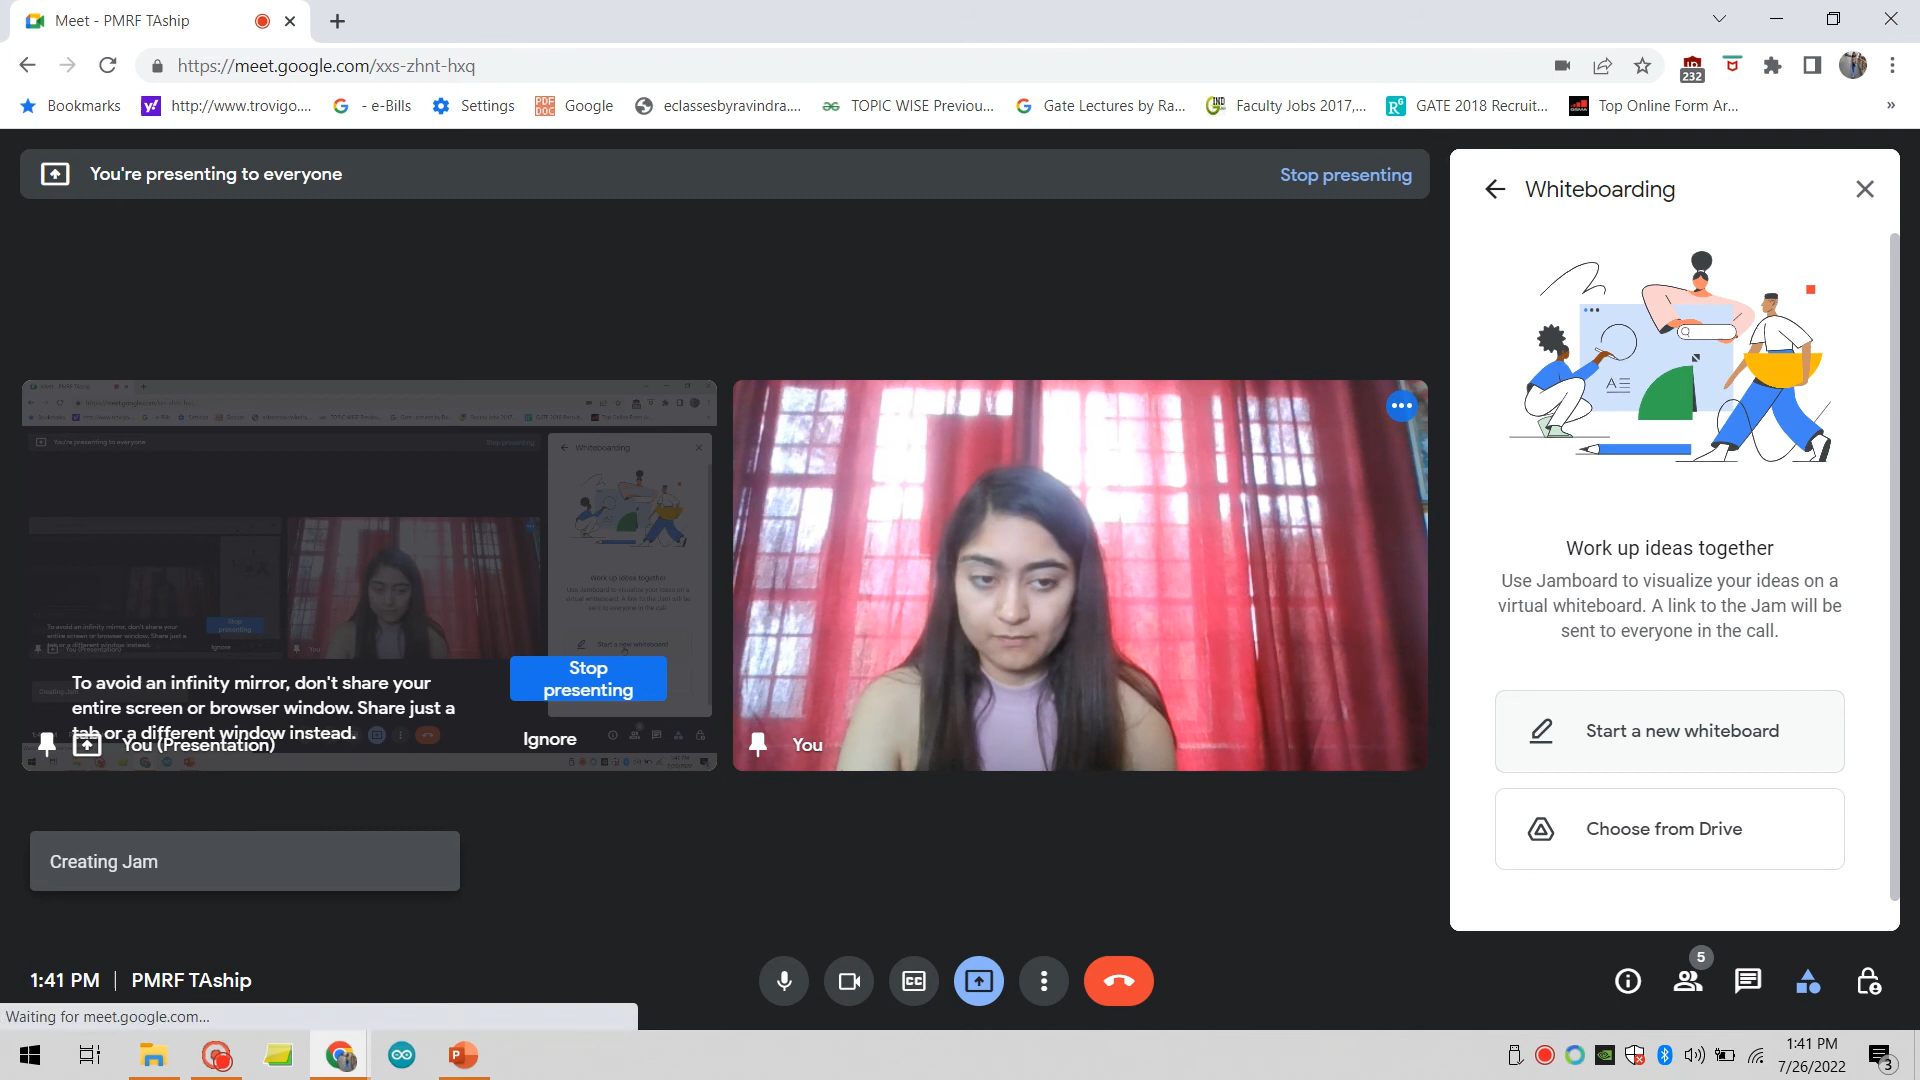 Meet - PMRF TAship
https://meet.google.com/xxs-zhnt-hxq
232
Bookmarks
http://www.trovigo....
- e-Bills
Settings
PDF DOC
Google
eclassesbyravindra....
TOPIC WISE Previou...
Gate Lectures by Ra...
Faculty Jobs 2017,...
GATE 2018 Recruit...
Top Online Form Ar...
»
You're presenting to everyone
Stop presenting
Whiteboarding
Work up ideas together
Use Jamboard to visualize your ideas on a
virtual whiteboard. A link to the Jam will be
sent to everyone in the call.
Start a new whiteboard
Choose from Drive
To avoid an infinity mirror, don't share your
entire screen or browser window. Share just a
tab or a different window instead.
Stop
presenting
Ignore
You (Presentation)
You
Creating Jam
1:41 PM | PMRF TAship
CC
5
Waiting for meet.google.com...
1:41 PM
7/26/2022
3